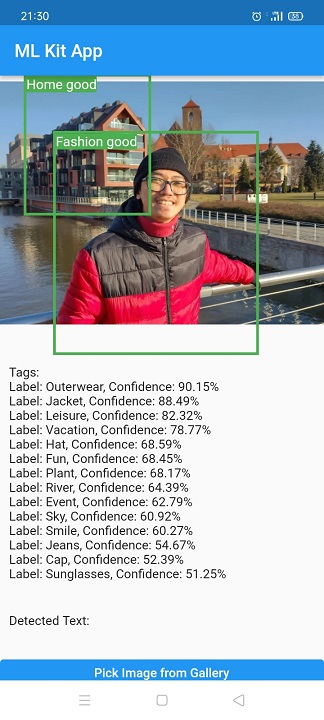 21:30
55
ML Kit App
Home good
Fashion good
Tags:
Label: Outerwear, Confidence: 90.15%
Label: Jacket, Confidence: 88.49%
Label: Leisure, Confidence: 82.32%
Label: Vacation, Confidence: 78.77%
Label: Hat, Confidence: 68.59%
Label: Fun, Confidence: 68.45%
Label: Plant, Confidence: 68.17%
Label: River, Confidence: 64.39%
Label: Event, Confidence: 62.79%
Label: Sky, Confidence: 60.92%
Label: Smile, Confidence: 60.27%
Label: Jeans, Confidence: 54.67%
Label: Cap, Confidence: 52.39%
Label: Sunglasses, Confidence: 51.25%
Detected Text:
Pick Image from Gallery